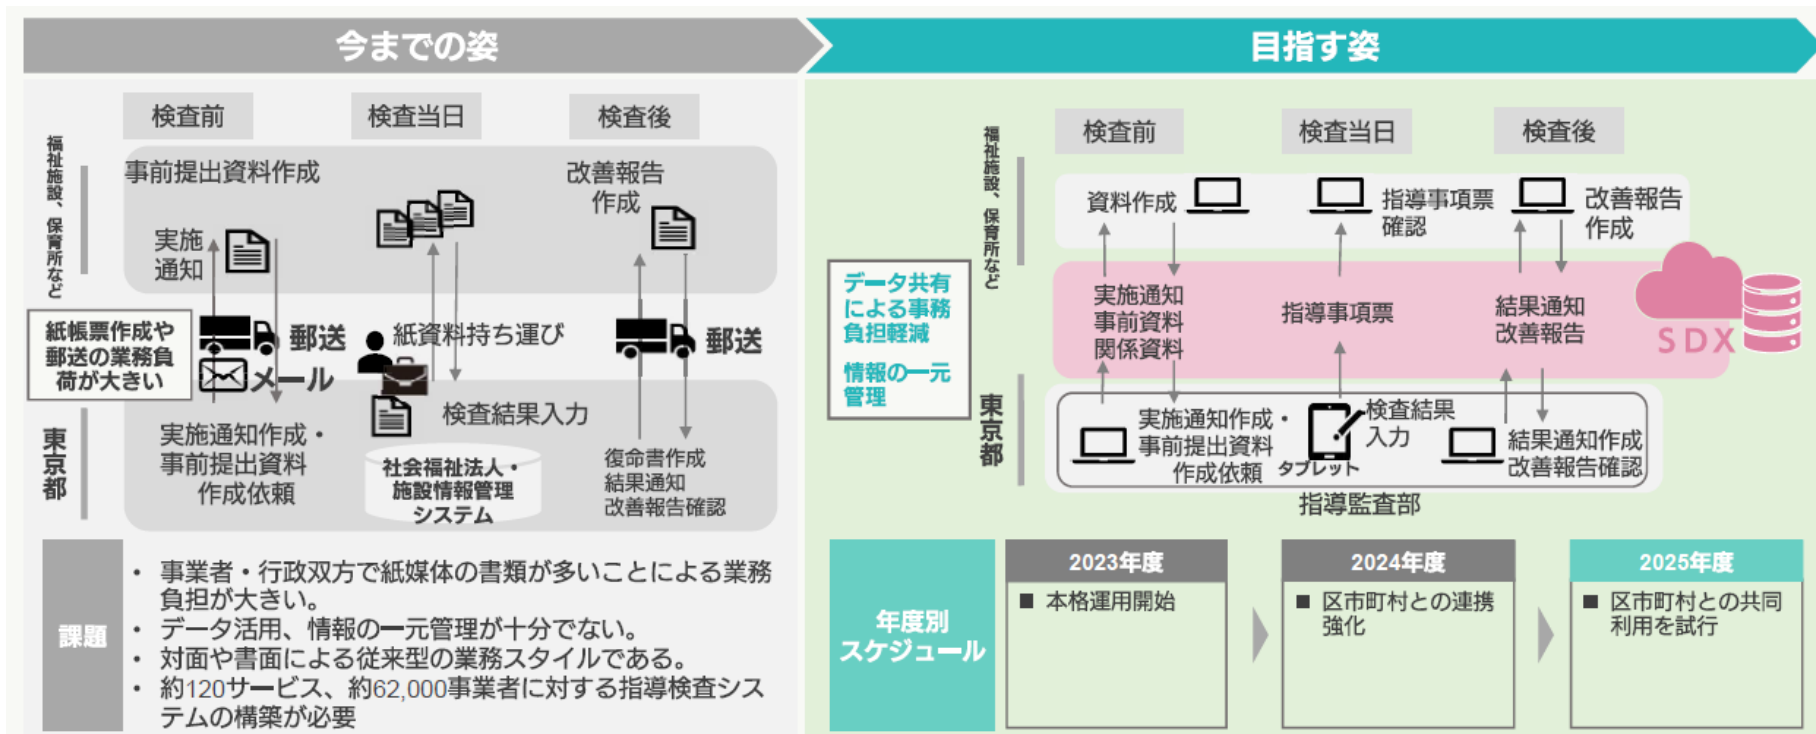 今までの姿
検査前
検査当日
検査後
福祉施設、保育所など
事前提出資料作成
改善報告
作成
実施
通知
紙帳票作成や
郵送の業務負
荷が大きい
郵送
メール
紙資料持ち運び
郵送
東京都
実施通知作成・
事前提出資料
作成依頼
検査結果入力
社会福祉法人・
施設情報管理
システム
復命書作成
結果通知
改善報告確認
課題
・ 事業者・行政双方で紙媒体の書類が多いことによる業務
負担が大きい。
・ データ活用、情報の一元管理が十分でない。
・ 対面や書面による従来型の業務スタイルである。
・ 約120サービス、約62,000事業者に対する指導検査シス
テムの構築が必要
目指す姿
検査前
検査当日
検査後
福祉施設、保育所など
資料作成
指導事項票
確認
改善報告
作成
データ共有
による事務
負担軽減
情報の一元
管理
実施通知
事前資料
関係資料
指導事項票
結果通知
改善報告
SDX
東京都
実施通知作成・
事前提出資料
作成依頼
タブレット
検査結果
入力
結果通知作成
改善報告確認
指導監査部
年度別
スケジュール
2023年度
■ 本格運用開始
2024年度
■ 区市町村との連携
強化
2025年度
■ 区市町村との共同
利用を試行